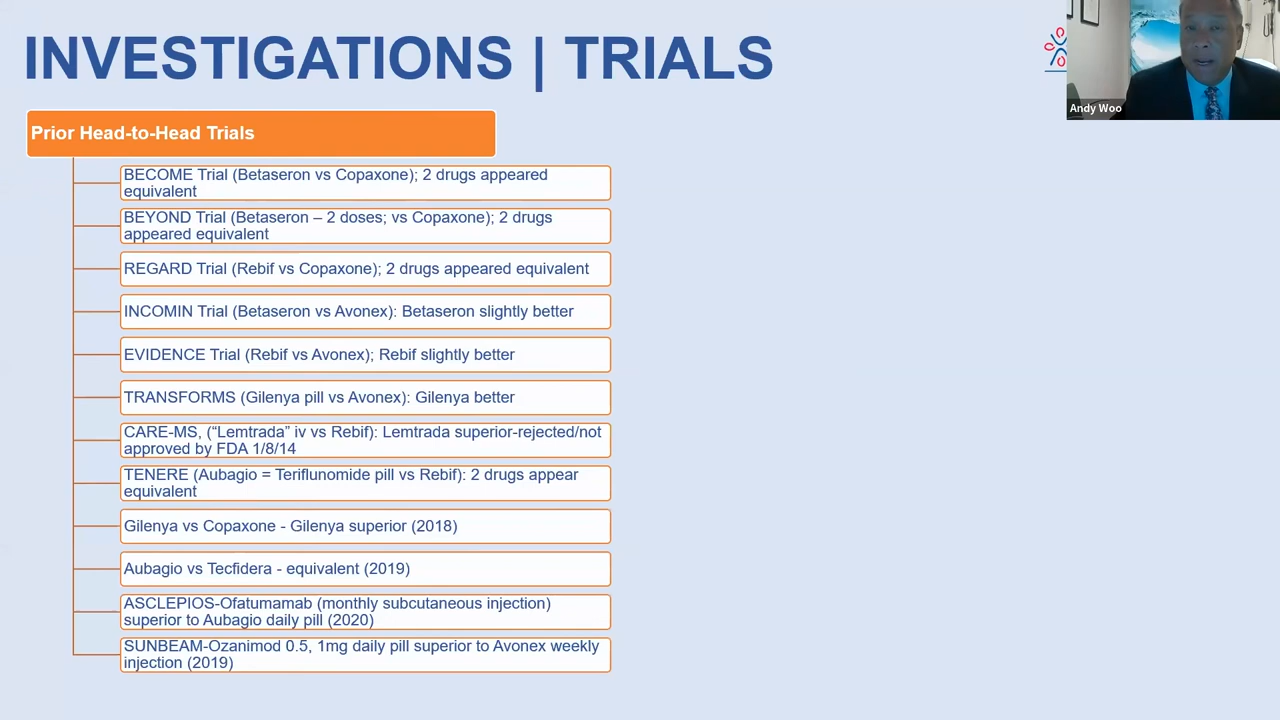 INVESTIGATIONS | TRIALS
Andy Woo
Prior Head-to-Head Trials
BECOME Trial (Betaseron vs Copaxone); 2 drugs appeared
equivalent
BEYOND Trial (Betaseron – 2 doses; vs Copaxone); 2 drugs
appeared equivalent
REGARD Trial (Rebif vs Copaxone); 2 drugs appeared equivalent
INCOMIN Trial (Betaseron vs Avonex): Betaseron slightly better
EVIDENCE Trial (Rebif vs Avonex); Rebif slightly better
TRANSFORMS (Gilenya pill vs Avonex): Gilenya better
CARE-MS, (“Lemtrada” iv vs Rebif): Lemtrada superior-rejected/not
approved by FDA 1/8/14
TENERE (Aubagio = Teriflunomide pill vs Rebif): 2 drugs appear
equivalent
Gilenya vs Copaxone - Gilenya superior (2018)
Aubagio vs Tecfidera - equivalent (2019)
ASCLEPIOS-Ofatumamab (monthly subcutaneous injection)
superior to Aubagio daily pill (2020)
SUNBEAM-Ozanimod 0.5, 1mg daily pill superior to Avonex weekly
injection (2019)